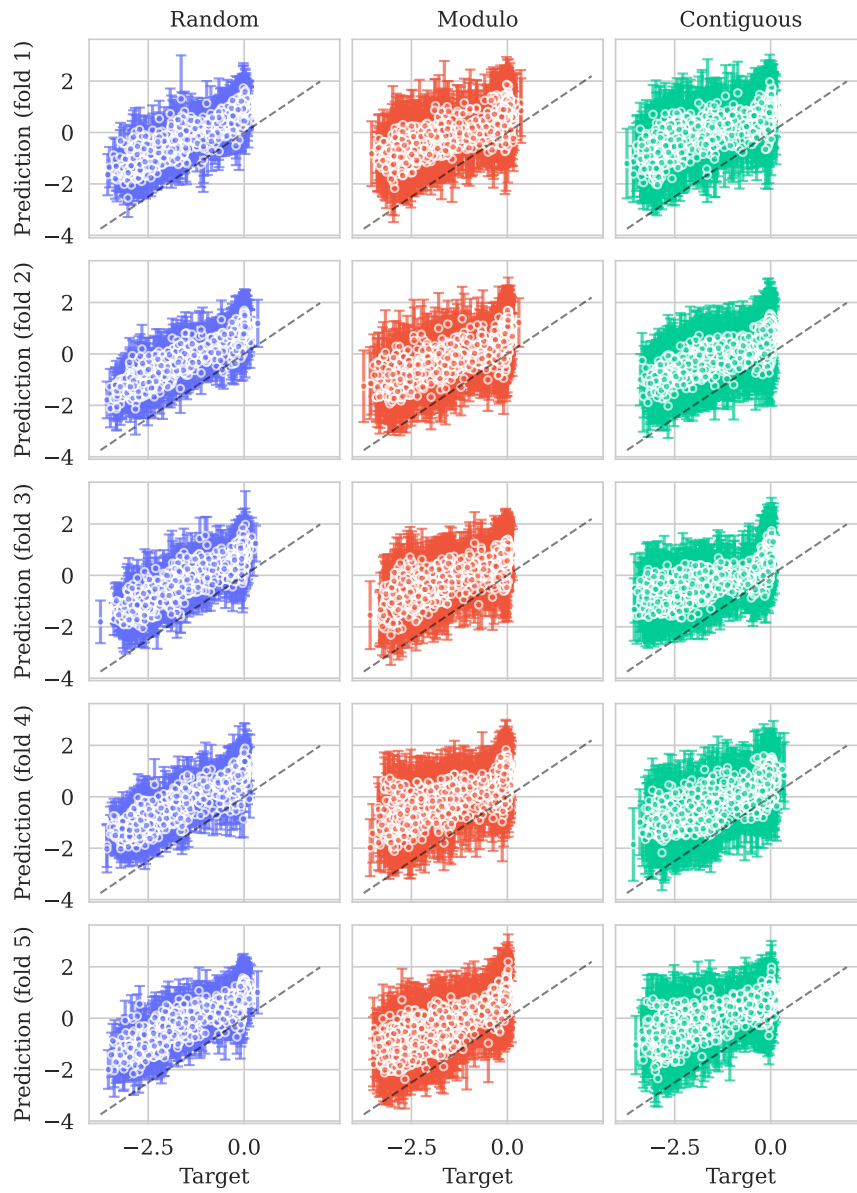 Random Modulo Contiguous
Prediction (fold 1)
2
0
−2
−4
Prediction (fold 2)
2
0
−2
−4
Prediction (fold 3)
2
0
−2
−4
Prediction (fold 4)
2
0
−2
−4
Prediction (fold 5)
2
0
−2
−4
−2.5 0.0 −2.5 0.0 −2.5 0.0
Target Target Target